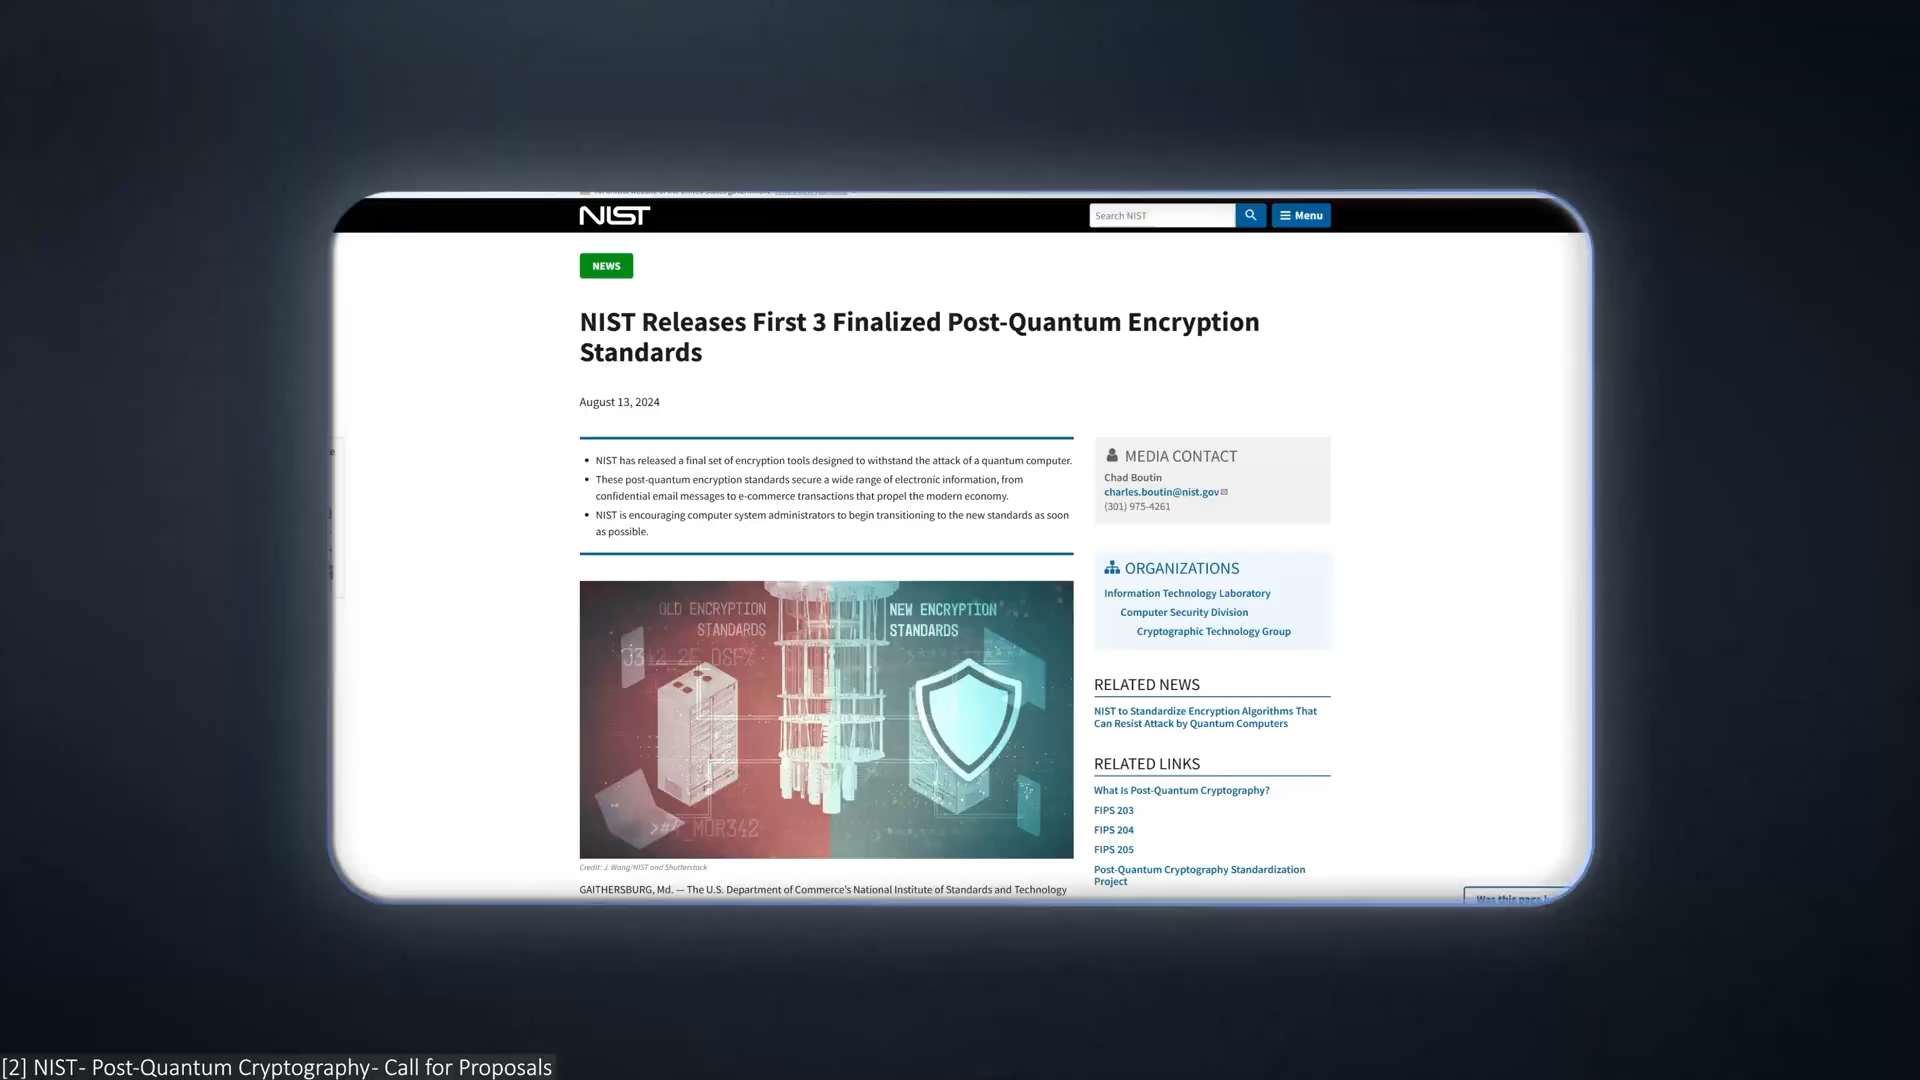 NIST
Search NIST
Menu
NEWS
NIST Releases First 3 Finalized Post-Quantum Encryption
Standards
August 13, 2024
• NIST has released a final set of encryption tools designed to withstand the attack of a quantum computer.
• These post-quantum encryption standards secure a wide range of electronic information, from
confidential email messages to e-commerce transactions that propel the modern economy.
• NIST is encouraging computer system administrators to begin transitioning to the new standards as soon
as possible.
OLD ENCRYPTION
STANDARDS
NEW ENCRYPTION
STANDARDS
Credit: J. Wang/NIST and Shutterstock
GAITHERSBURG, Md. — The U.S. Department of Commerce's National Institute of Standards and Technology
MEDIA CONTACT
Chad Boutin
charles.boutin@nist.gov
(301) 975-4261
ORGANIZATIONS
Information Technology Laboratory
Computer Security Division
Cryptographic Technology Group
RELATED NEWS
NIST to Standardize Encryption Algorithms That
Can Resist Attack by Quantum Computers
RELATED LINKS
What Is Post-Quantum Cryptography?
FIPS 203
FIPS 204
FIPS 205
Post-Quantum Cryptography Standardization
Project
Was this page
[2] NIST- Post-Quantum Cryptography- Call for Proposals